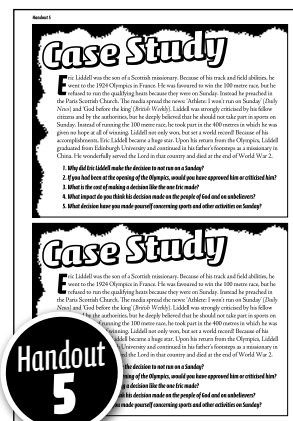 Handout 5
Case Study
Eric Liddell was the son of a Scottish missionary. Because of his track and field abilities, he
went to the 1924 Olympics in France. He was favoured to win the 100 metre race, but he
refused to run the qualifying heats because they were on Sunday. Instead he preached in
the Paris Scottish Church. The media spread the news: 'Athlete: I won't run on Sunday' (Daily
News) and 'God before the king' (British Weekly). Liddell was strongly criticised by his fellow
citizens and by the authorities, but he deeply believed that he should not take part in sports on
Sunday. Instead of running the 100 metre race, he took part in the 400 metres in which he was
given no hope at all of winning. Liddell not only won, but set a world record! Because of his
accomplishments, Eric Liddell became a huge star. Upon his return from the Olympics, Liddell
graduated from Edinburgh University and continued in his father's footsteps as a missionary in
China. He wonderfully served the Lord in that country and died at the end of World War 2.
1. Why did Eric Liddell make the decision to not run on a Sunday?
2. If you had been at the opening of the Olympics, would you have approved him or criticised him?
3. What is the cost of making a decision like the one Eric made?
4. What impact do you think his decision made on the people of God and on unbelievers?
5. What decision have you made yourself concerning sports and other activities on Sunday?
Case Study
Eric Liddell was the son of a Scottish missionary. Because of his track and field abilities, he
went to the 1924 Olympics in France. He was favoured to win the 100 metre race, but he
refused to run the qualifying heats because they were on Sunday. Instead he preached in
the Paris Scottish Church. The media spread the news: 'Athlete: I won't run on Sunday' (Daily
News) and 'God before the king' (British Weekly). Liddell was strongly criticised by his fellow
by the authorities, but he deeply believed that he should not take part in sports on
running the 100 metre race, he took part in the 400 metres in which he was
winning. Liddell not only won, but set a world record! Because of his
Liddell became a huge star. Upon his return from the Olympics, Liddell
University and continued in his father's footsteps as a missionary in
the Lord in that country and died at the end of World War 2.
the decision to not run on a Sunday?
of the Olympics, would you have approved him or criticised him?
a decision like the one Eric made?
his decision made on the people of God and on unbelievers?
made yourself concerning sports and other activities on Sunday?
Handout
5